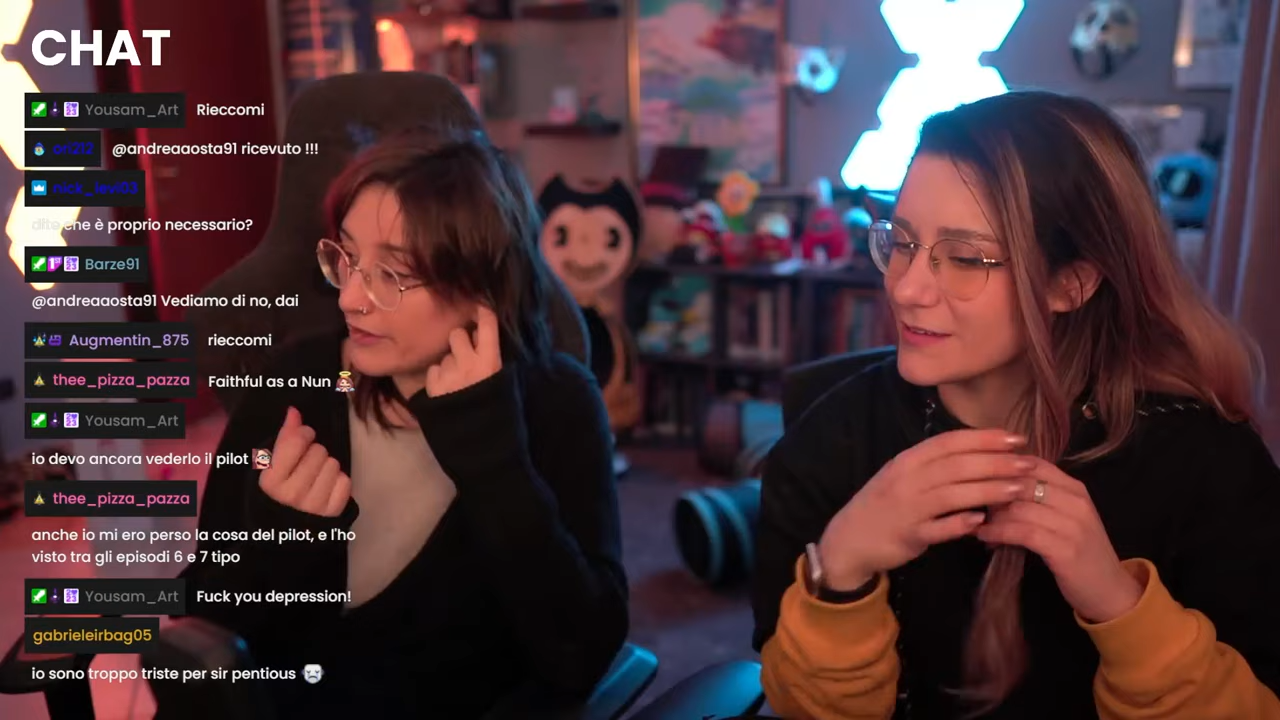 CHAT
Yousam_Art Rieccomi
ori212 @andreaaosta91 ricevuto !!!
nick_levi03
dite che è proprio necessario?
Barze91
@andreaaosta91 Vediamo di no, dai
Augmentin_875 rieccomi
thee_pizza_pazza Faithful as a Nun
Yousam_Art
io devo ancora vederlo il pilot
thee_pizza_pazza
anche io mi ero perso la cosa del pilot, e l'ho
visto tra gli episodi 6 e 7 tipo
Yousam_Art Fuck you depression!
gabrieleirbag05
io sono troppo triste per sir pentious